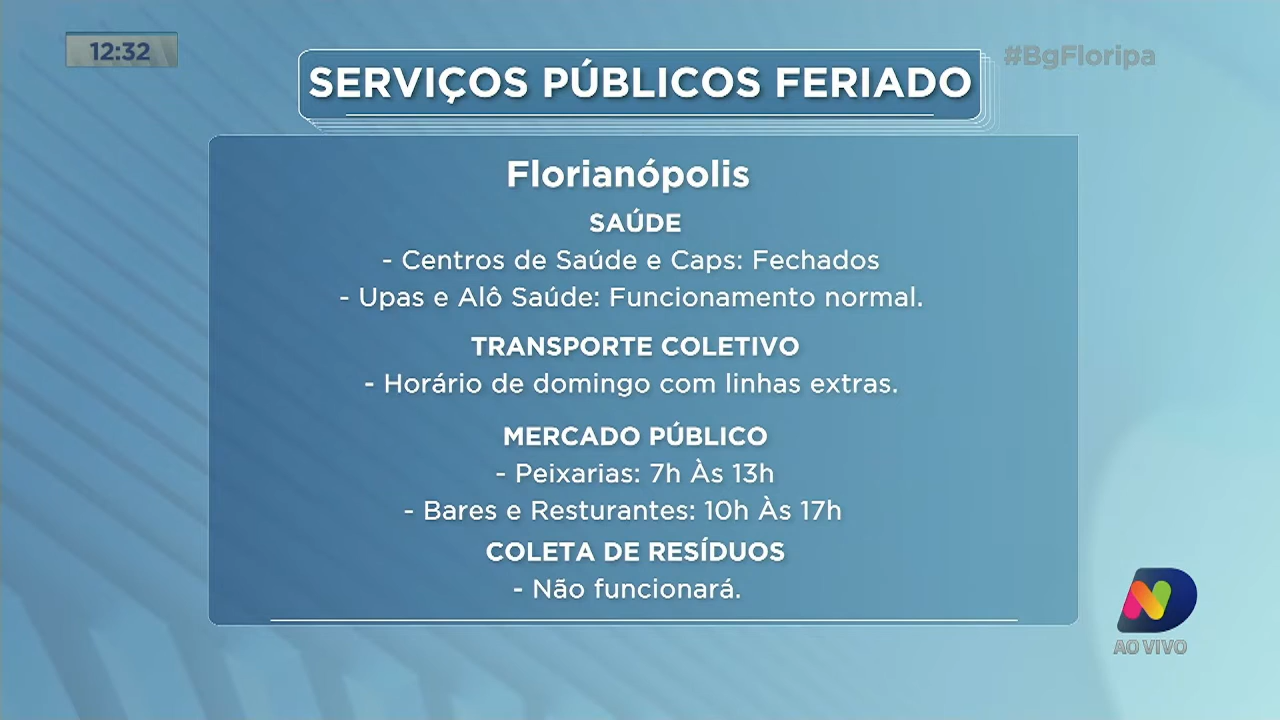 12:32
#BgFloripa
SERVIÇOS PÚBLICOS FERIADO
Florianópolis
SAÚDE
- Centros de Saúde e Caps: Fechados
- Upas e Alô Saúde: Funcionamento normal.
TRANSPORTE COLETIVO
- Horário de domingo com linhas extras.
MERCADO PÚBLICO
- Peixarias: 7h Às 13h
- Bares e Resturantes: 10h Às 17h
COLETA DE RESÍDUOS
- Não funcionará.
ND
AO VIVO